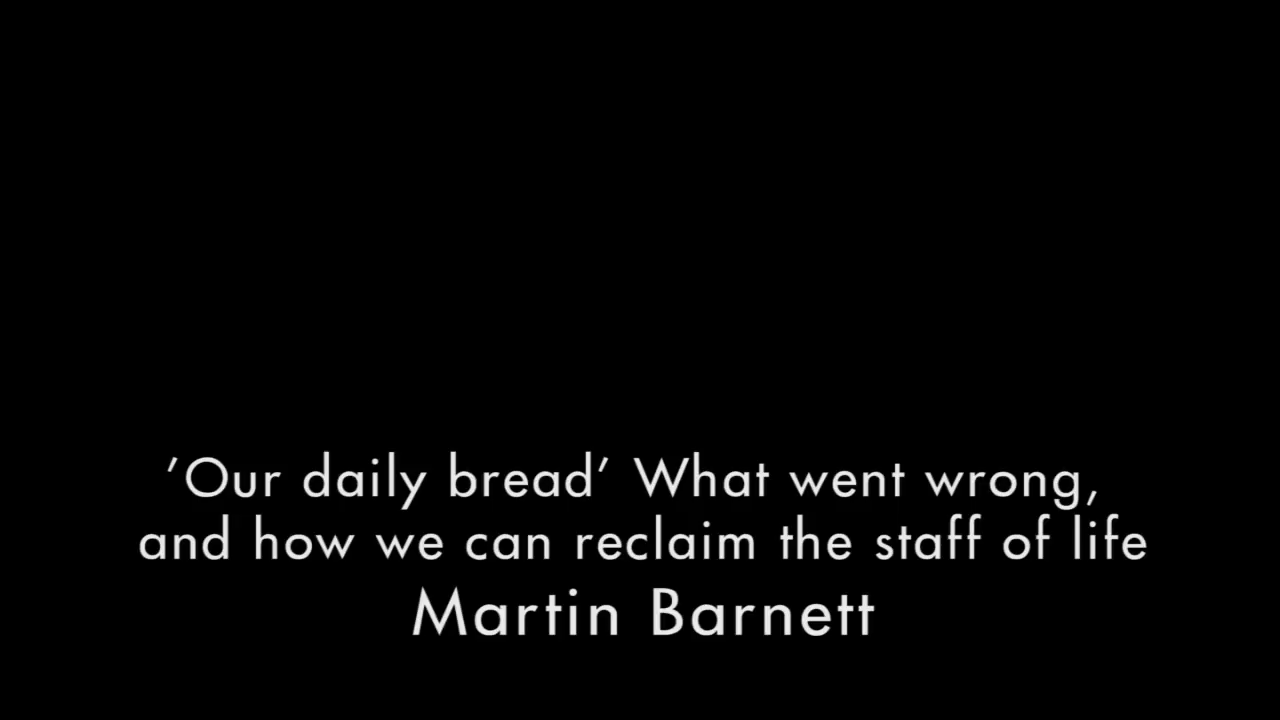 ’Our daily bread’ What went wrong,
and how we can reclaim the staff of life
Martin Barnett